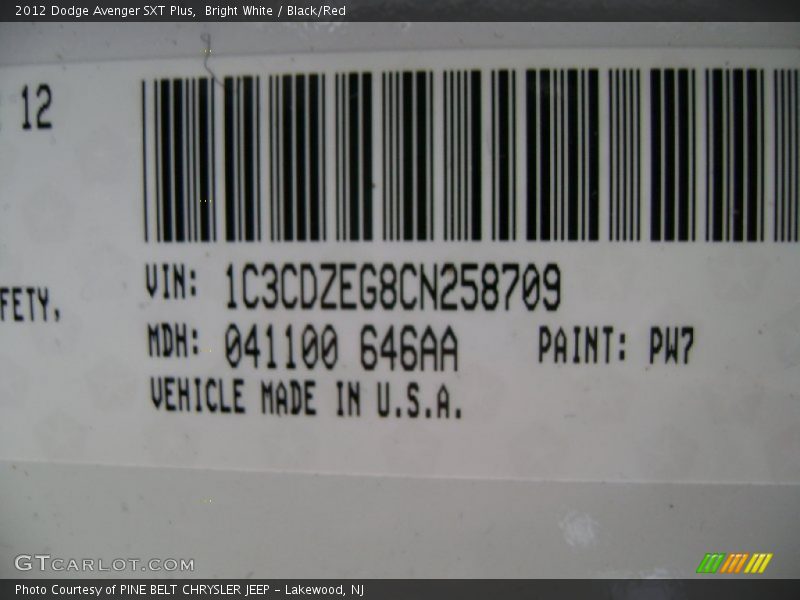 2012 Dodge Avenger SXT Plus,  Bright White / Black/Red
12
VIN: 1C3CDZEG8CN258709
FETY,
MDH: 041100 646AA PAINT: PW7
VEHICLE MADE IN U.S.A.
GTCARLOT.COM
Photo Courtesy of PINE BELT CHRYSLER JEEP - Lakewood, NJ